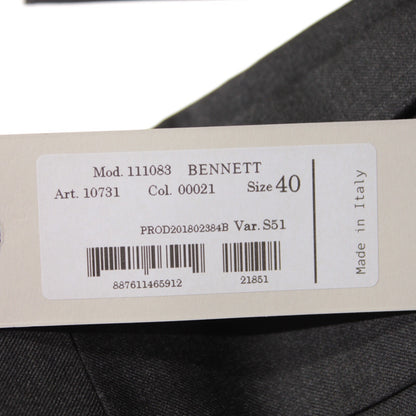 Mod. 111083 BENNETT
Art. 10731 Col. 00021 Size 40
PROD201802384B Var. S51
887611465912 21851
Made in Italy